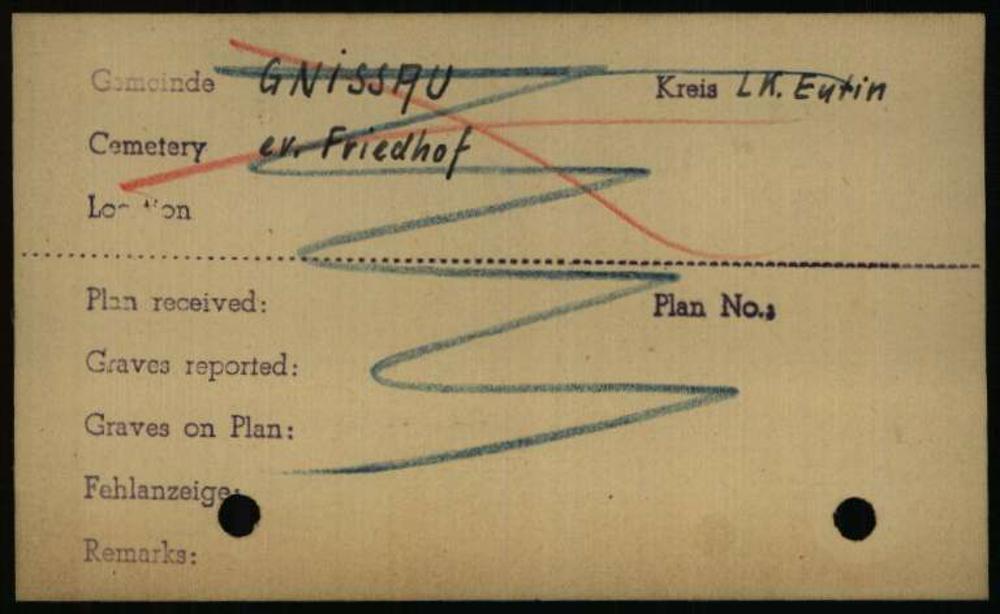 Gemeinde GNISSAU Kreis LK. Eutin
Cemetery ev. Friedhof
Location
Plan received: Plan No.:
Graves reported:
Graves on Plan:
Fehlanzeige:
Remarks: